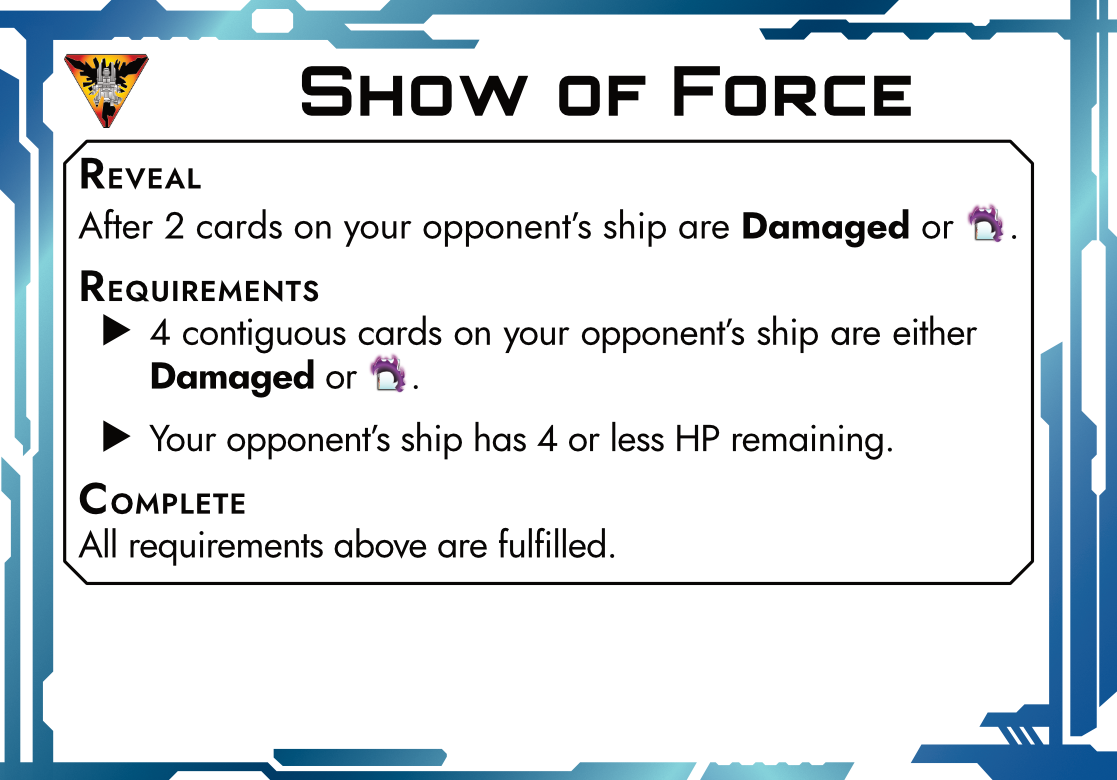 Show of Force
Reveal
After 2 cards on your opponent's ship are Damaged or .
Requirements
▶ 4 contiguous cards on your opponent's ship are either
Damaged or .
▶ Your opponent's ship has 4 or less HP remaining.
Complete
All requirements above are fulfilled.